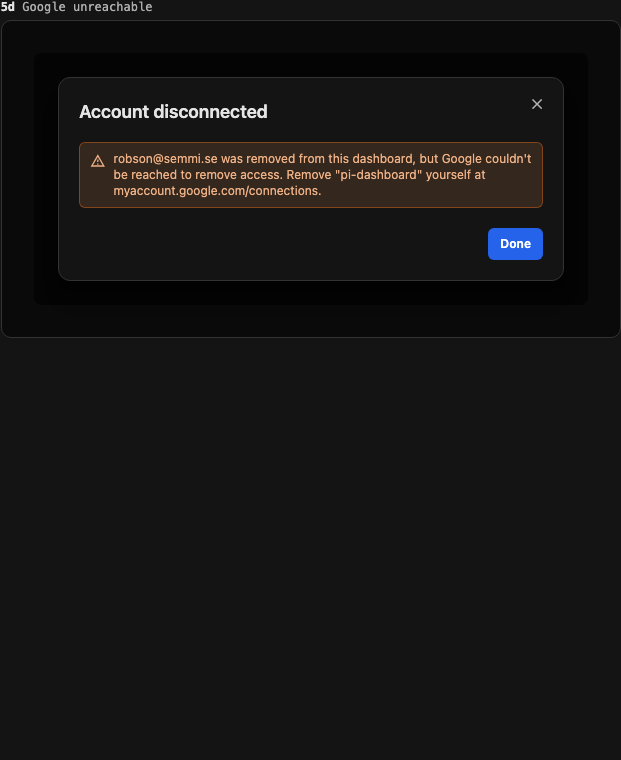 5d Google unreachable
Account disconnected
robson@semmi.se was removed from this dashboard, but Google couldn't
be reached to remove access. Remove "pi-dashboard" yourself at
myaccount.google.com/connections.
Done